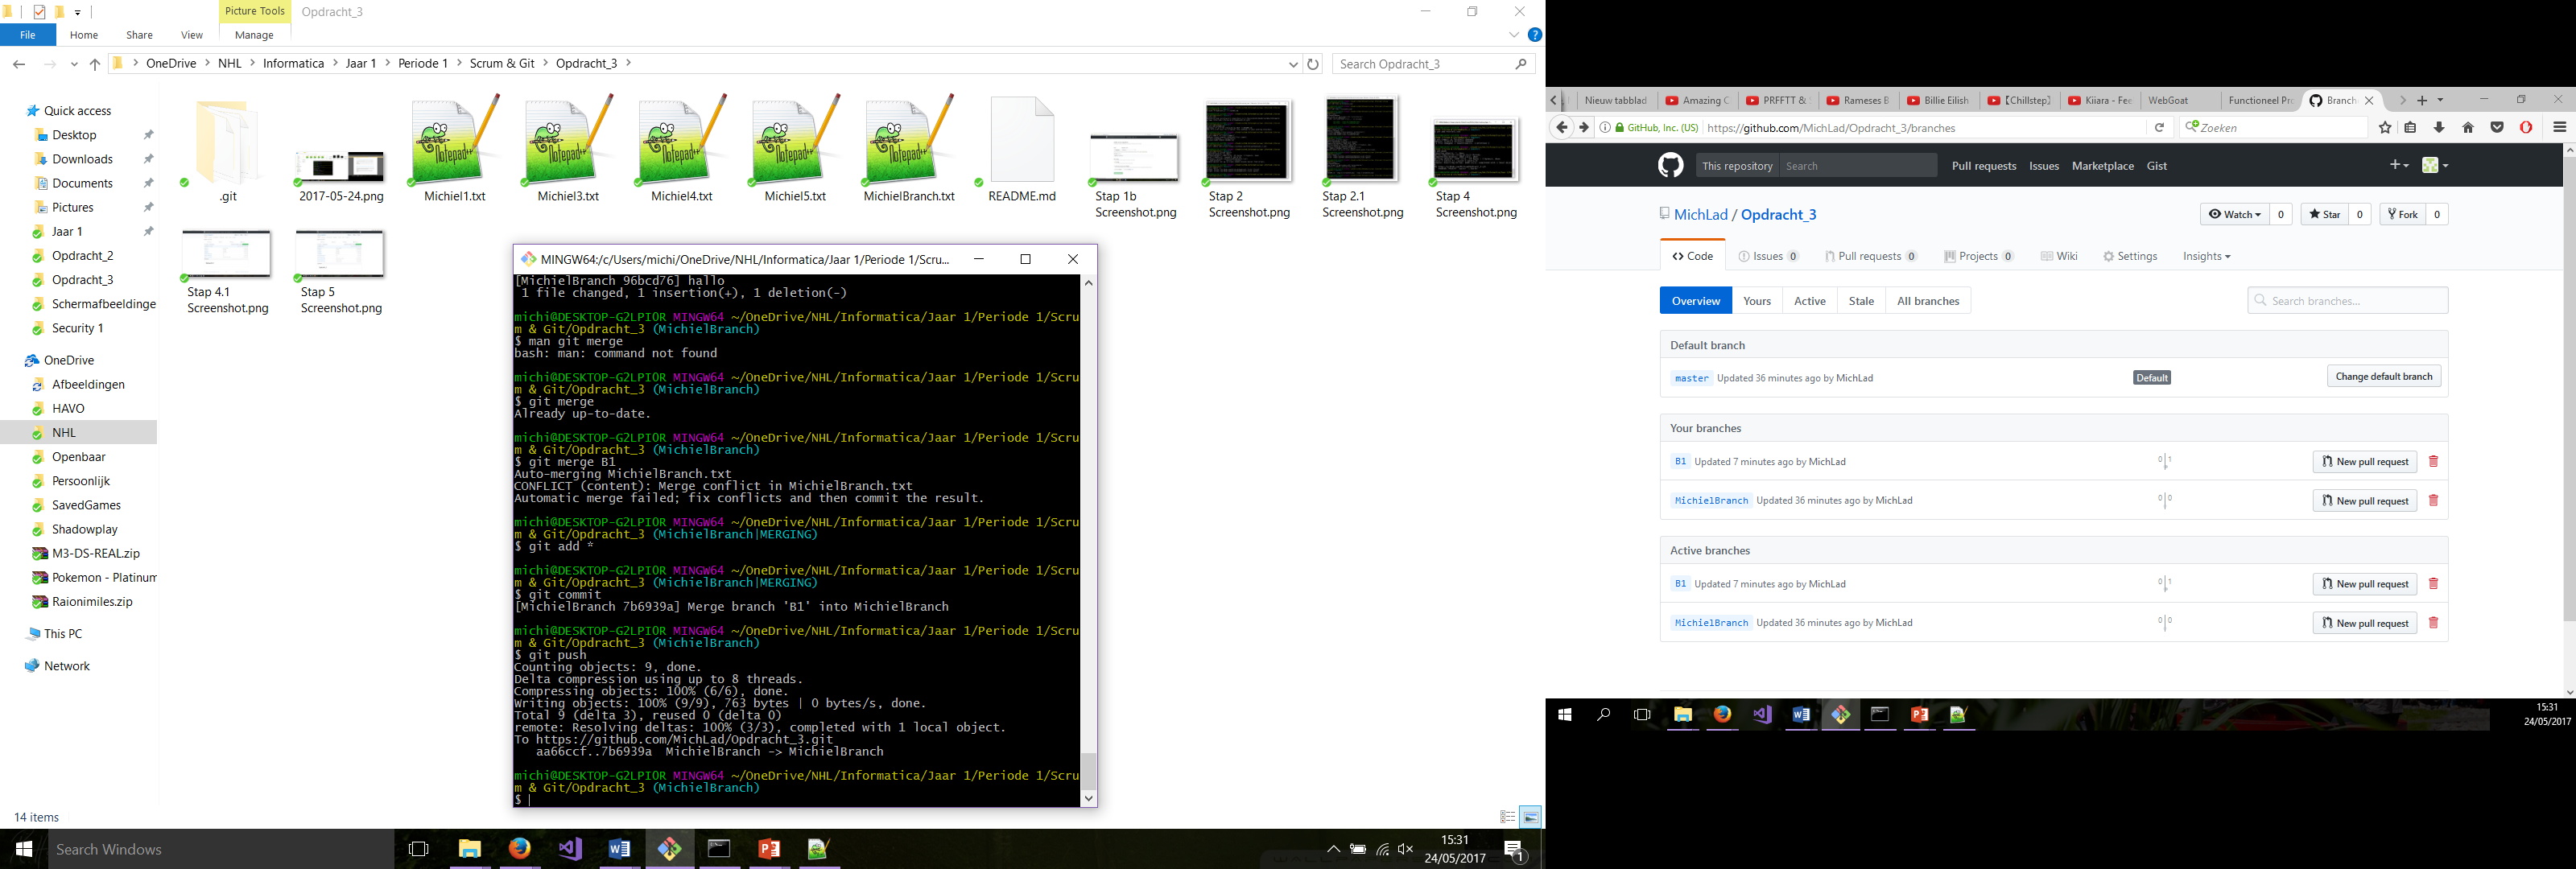 Picture Tools
Opdracht_3
File
Home
Share
View
Manage
OneDrive
NHL
Informatica
Jaar 1
Periode 1
Scrum & Git
Opdracht_3
Search Opdracht_3
Quick access
Desktop
Downloads
Documents
Pictures
Jaar 1
Opdracht_2
Opdracht_3
Schermafbeeldinge
Security 1
OneDrive
Afbeeldingen
HAVO
NHL
Openbaar
Persoonlijk
SavedGames
Shadowplay
M3-DS-REAL.zip
Pokemon - Platinum
Raionimiles.zip
This PC
Network
14 items
.git
2017-05-24.png
Michiel1.txt
Michiel3.txt
Michiel4.txt
Michiel5.txt
MichielBranch.txt
README.md
Stap 1b
Screenshot.png
Stap 2
Screenshot.png
Stap 2.1
Screenshot.png
Stap 4
Screenshot.png
Stap 4.1
Screenshot.png
Stap 5
Screenshot.png
MINGW64:/c/Users/michi/OneDrive/NHL/Informatica/Jaar 1/Periode 1/Scru...
[MichielBranch 96bcd76] hallo
1 file changed, 1 insertion(+), 1 deletion(-)
michi@DESKTOP-G2LPIOR MINGW64 ~/OneDrive/NHL/Informatica/Jaar 1/Periode 1/Scru
m & Git/Opdracht_3 (MichielBranch)
$ man git merge
bash: man: command not found
michi@DESKTOP-G2LPIOR MINGW64 ~/OneDrive/NHL/Informatica/Jaar 1/Periode 1/Scru
m & Git/Opdracht_3 (MichielBranch)
$ git merge
Already up-to-date.
michi@DESKTOP-G2LPIOR MINGW64 ~/OneDrive/NHL/Informatica/Jaar 1/Periode 1/Scru
m & Git/Opdracht_3 (MichielBranch)
$ git merge B1
Auto-merging MichielBranch.txt
CONFLICT (content): Merge conflict in MichielBranch.txt
Automatic merge failed; fix conflicts and then commit the result.
michi@DESKTOP-G2LPIOR MINGW64 ~/OneDrive/NHL/Informatica/Jaar 1/Periode 1/Scru
m & Git/Opdracht_3 (MichielBranch|MERGING)
$ git add *
michi@DESKTOP-G2LPIOR MINGW64 ~/OneDrive/NHL/Informatica/Jaar 1/Periode 1/Scru
m & Git/Opdracht_3 (MichielBranch|MERGING)
$ git commit
[MichielBranch 7b6939a] Merge branch 'B1' into MichielBranch
michi@DESKTOP-G2LPIOR MINGW64 ~/OneDrive/NHL/Informatica/Jaar 1/Periode 1/Scru
m & Git/Opdracht_3 (MichielBranch)
$ git push
Counting objects: 9, done.
Delta compression using up to 8 threads.
Compressing objects: 100% (6/6), done.
Writing objects: 100% (9/9), 763 bytes | 0 bytes/s, done.
Total 9 (delta 3), reused 0 (delta 0)
remote: Resolving deltas: 100% (3/3), completed with 1 local object.
To https://github.com/MichLad/Opdracht_3.git
aa66ccf..7b6939a MichielBranch -> MichielBranch
michi@DESKTOP-G2LPIOR MINGW64 ~/OneDrive/NHL/Informatica/Jaar 1/Periode 1/Scru
m & Git/Opdracht_3 (MichielBranch)
$
Search Windows
15:31
24/05/2017
1
Nieuw tabblad
Amazing C
PRFFTT &
Rameses B
Billie Eilish
【Chillstep】
Kiiara - Fee
WebGoat
Functioneel Pro
Branch
GitHub, Inc. (US)
https://github.com/MichLad/Opdracht_3/branches
Zoeken
This repository
Search
Pull requests
Issues
Marketplace
Gist
MichLad / Opdracht_3
Watch 0
Star 0
Fork 0
Code
Issues 0
Pull requests 0
Projects 0
Wiki
Settings
Insights
Overview
Yours
Active
Stale
All branches
Search branches...
Default branch
master Updated 36 minutes ago by MichLad
Default
Change default branch
Your branches
B1 Updated 7 minutes ago by MichLad
0 1
New pull request
MichielBranch Updated 36 minutes ago by MichLad
0 0
New pull request
Active branches
B1 Updated 7 minutes ago by MichLad
0 1
New pull request
MichielBranch Updated 36 minutes ago by MichLad
0 0
New pull request
15:31
24/05/2017